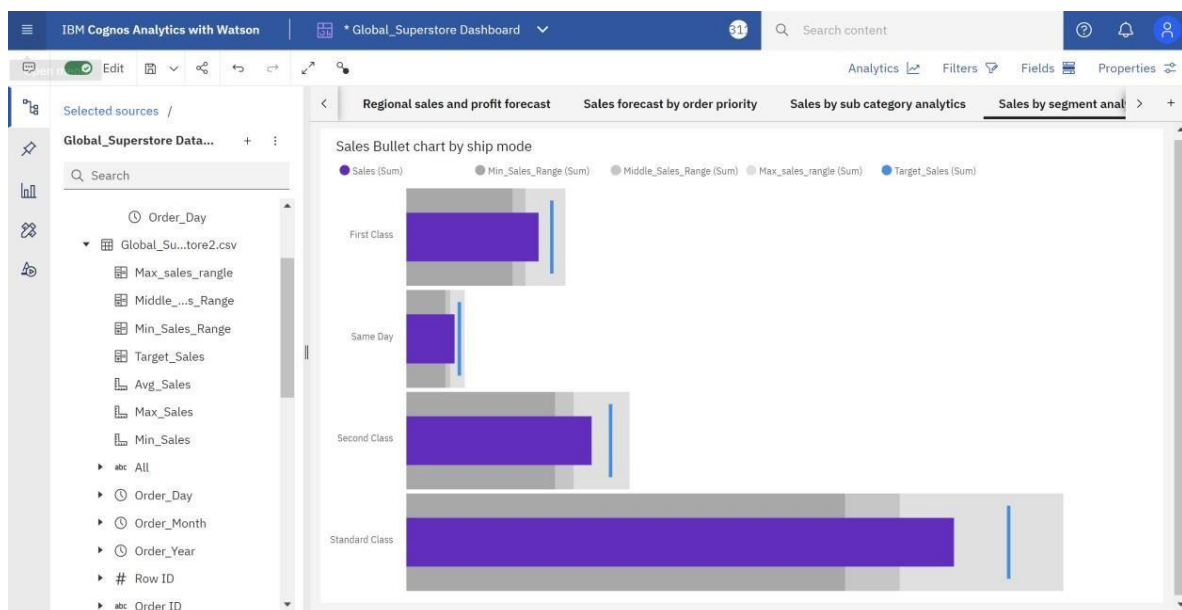 IBM Cognos Analytics with Watson
* Global_Superstore Dashboard
Search content
Edit
Analytics
Filters
Fields
Properties
Selected sources /
Global_Superstore Data...
Search
Order_Day
Global_Su...tore2.csv
Max_sales_rangle
Middle_...s_Range
Min_Sales_Range
Target_Sales
Avg_Sales
Max_Sales
Min_Sales
abc All
Order_Day
Order_Month
Order_Year
# Row ID
abc Order ID
Regional sales and profit forecast
Sales forecast by order priority
Sales by sub category analytics
Sales by segment anal
Sales Bullet chart by ship mode
Sales (Sum)
Min_Sales_Range (Sum)
Middle_Sales_Range (Sum)
Max_sales_rangle (Sum)
Target_Sales (Sum)
First Class
Same Day
Second Class
Standard Class